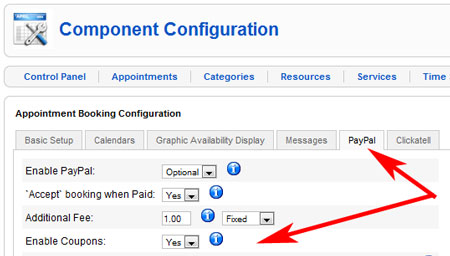 Component Configuration
Control Panel Appointments Categories Resources Services Time
Appointment Booking Configuration
Basic Setup Calendars Graphic Availability Display Messages PayPal Clickatell
Enable PayPal: Optional
"Accept" booking when Paid: Yes
Additional Fee: 1.00 Fixed
Enable Coupons: Yes